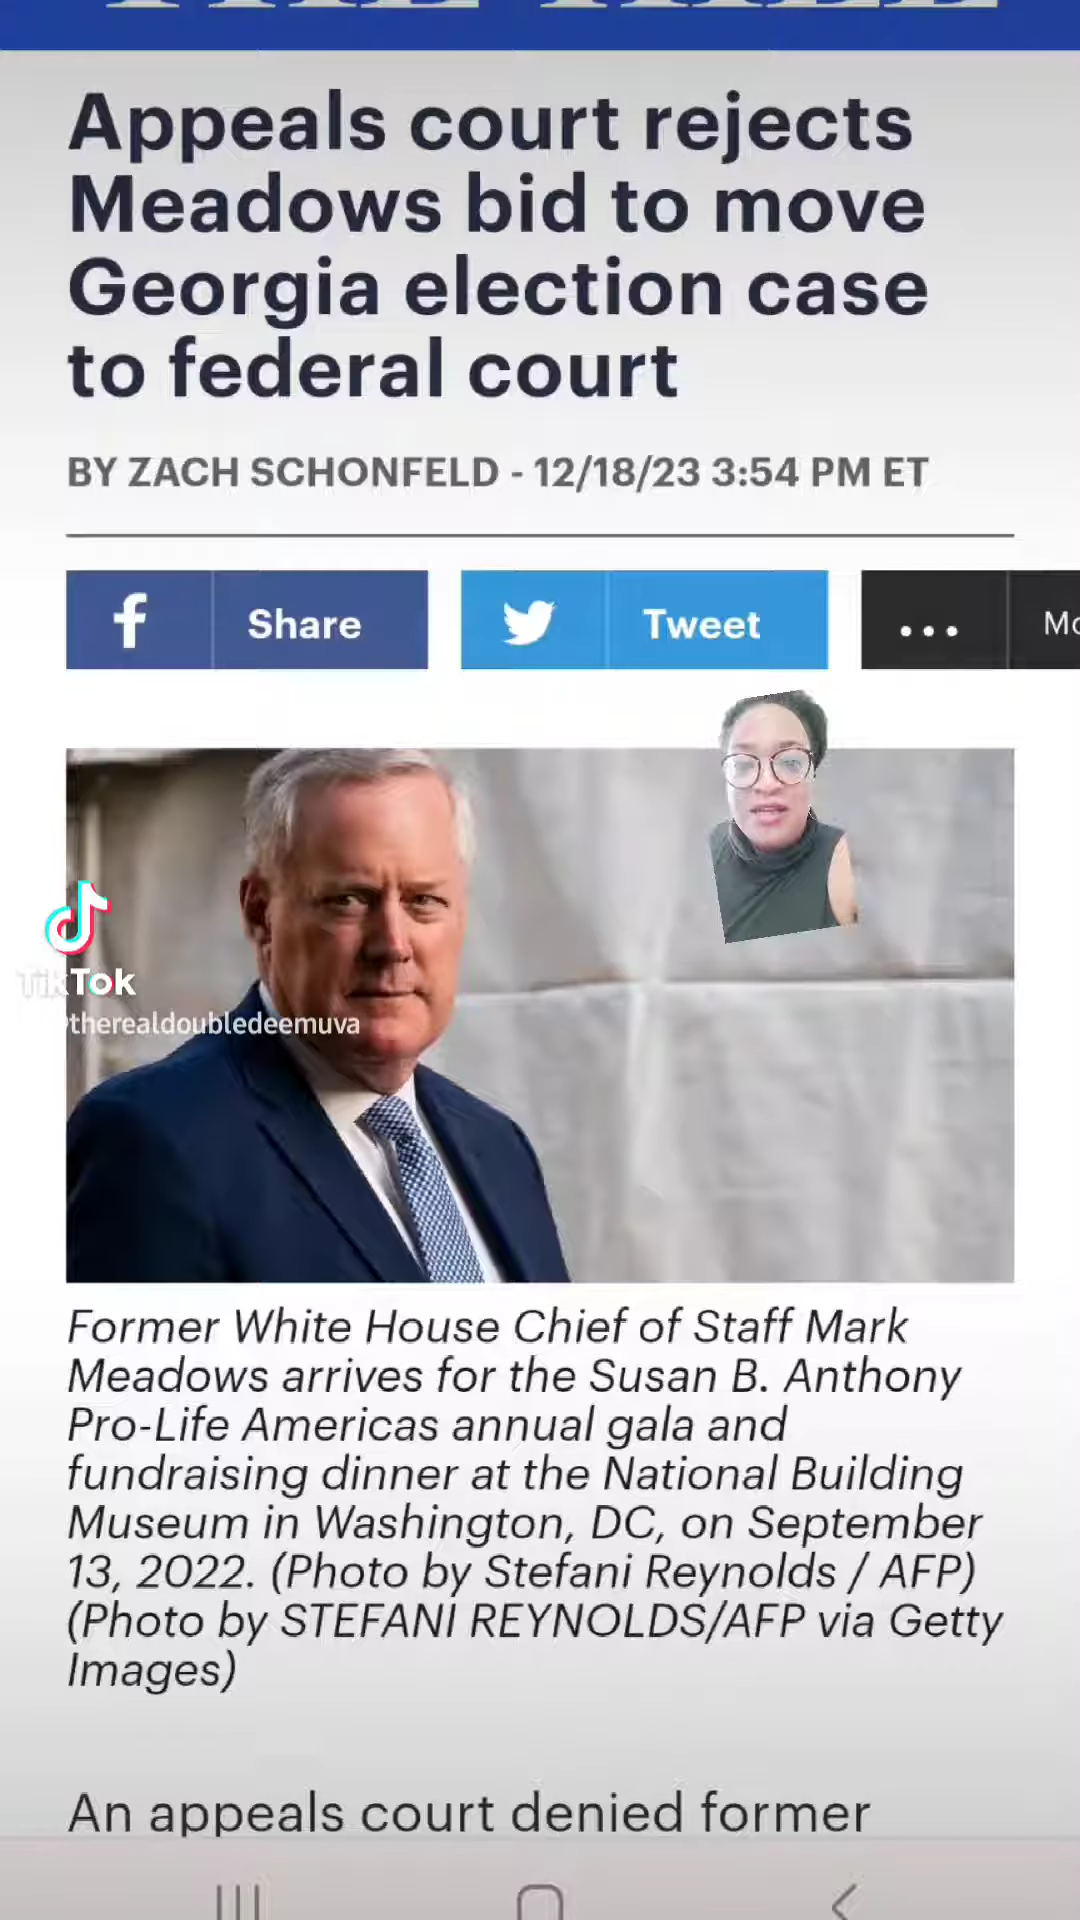 THE HILL
Appeals court rejects
Meadows bid to move
Georgia election case
to federal court
BY ZACH SCHONFELD - 12/18/23 3:54 PM ET
f Share Tweet ... Mo
TikTok
@therealdoubledeemuva
Former White House Chief of Staff Mark
Meadows arrives for the Susan B. Anthony
Pro-Life Americas annual gala and
fundraising dinner at the National Building
Museum in Washington, DC, on September
13, 2022. (Photo by Stefani Reynolds / AFP)
(Photo by STEFANI REYNOLDS/AFP via Getty
Images)
An appeals court denied former